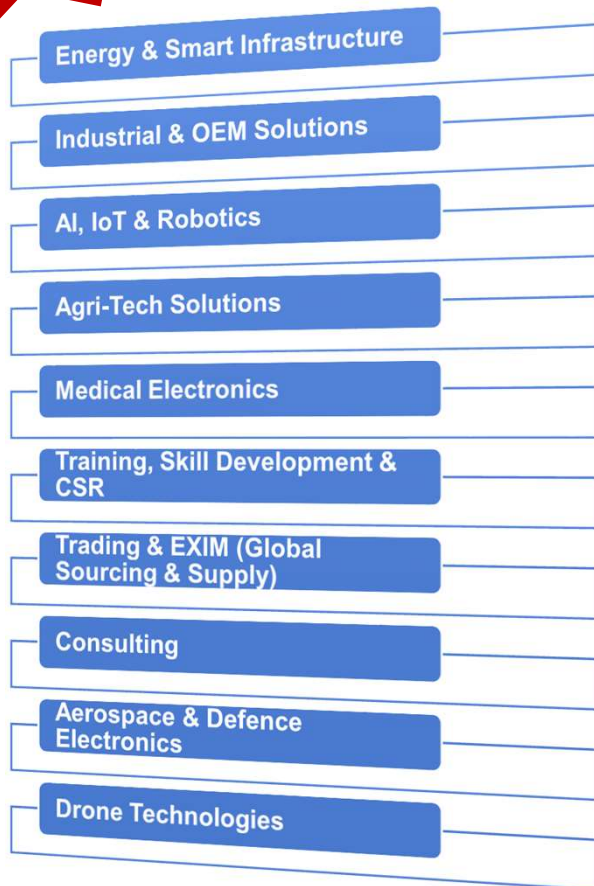 Energy & Smart Infrastructure
Industrial & OEM Solutions
AI, IoT & Robotics
Agri-Tech Solutions
Medical Electronics
Training, Skill Development &
CSR
Trading & EXIM (Global
Sourcing & Supply)
Consulting
Aerospace & Defence
Electronics
Drone Technologies